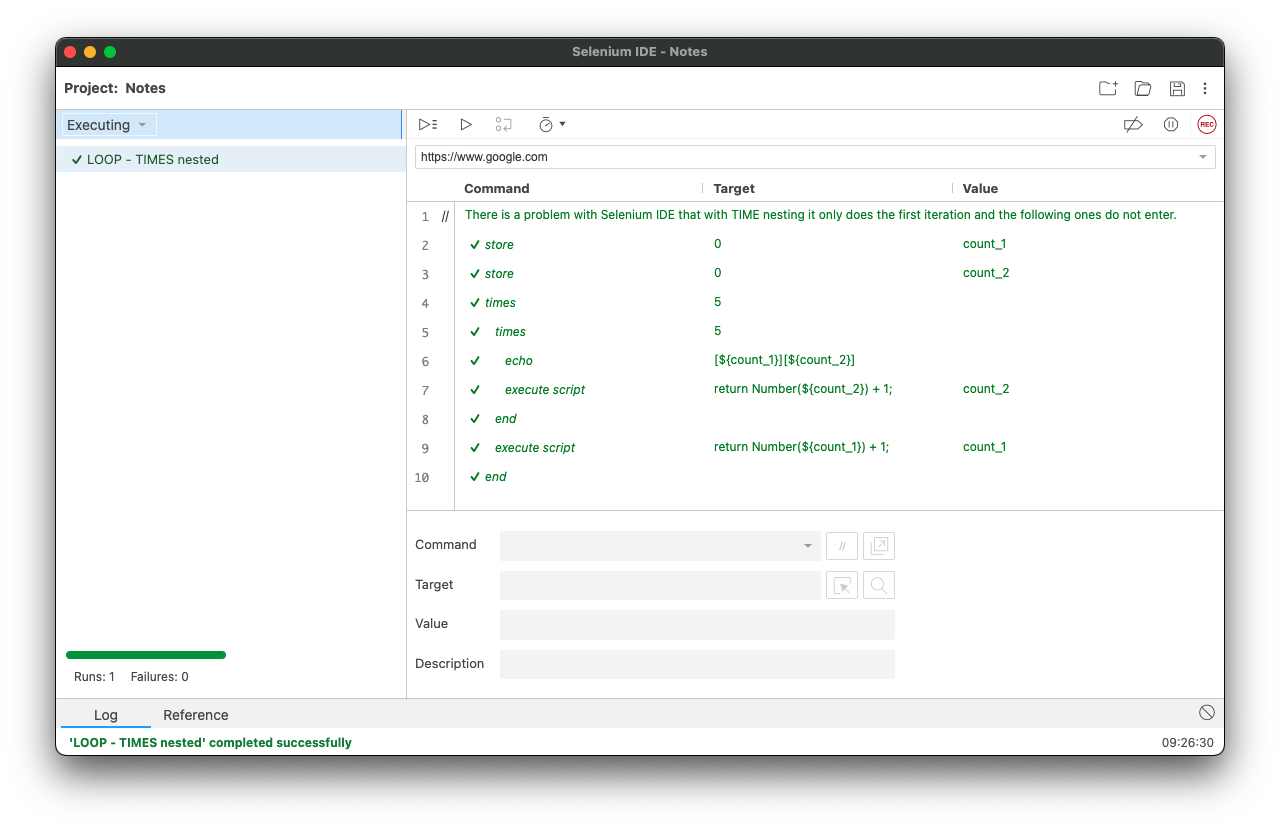 Selenium IDE - Notes
Project: Notes
Executing
REC
LOOP - TIMES nested
https://www.google.com
Command Target Value
1 // There is a problem with Selenium IDE that with TIME nesting it only does the first iteration and the following ones do not enter.
2 store 0 count_1
3 store 0 count_2
4 times 5
5 times 5
6 echo [${count_1}][${count_2}]
7 execute script return Number(${count_2}) + 1; count_2
8 end
9 execute script return Number(${count_1}) + 1; count_1
10 end
Command //
Target
Value
Description
Runs: 1 Failures: 0
Log Reference
'LOOP - TIMES nested' completed successfully 09:26:30